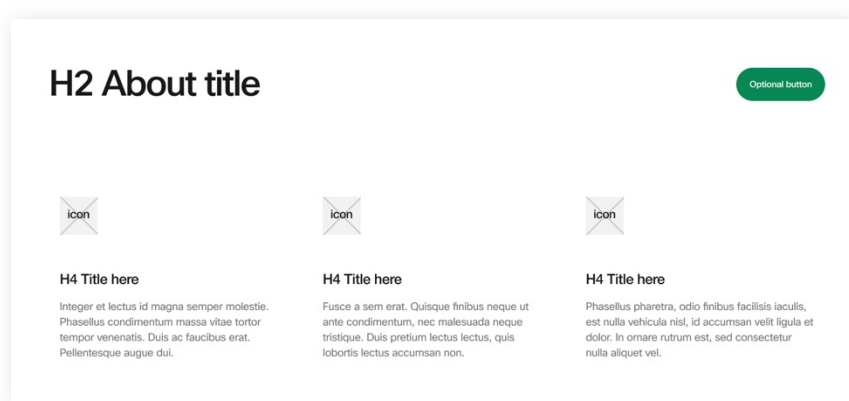 H2 About title
Optional button
icon
icon
icon
H4 Title here
Integer et lectus id magna semper molestie.
Phasellus condimentum massa vitae tortor
tempor venenatis. Duis ac faucibus erat.
Pellentesque augue dui.
H4 Title here
Fusce a sem erat. Quisque finibus neque ut
ante condimentum, nec malesuada neque
tristique. Duis pretium lectus lectus, quis
lobortis lectus accumsan non.
H4 Title here
Phasellus pharetra, odio finibus facilisis iaculis,
est nulla vehicula nisl, id accumsan velit ligula et
dolor. In ornare rutrum est, sed consectetur
nulla aliquet vel.